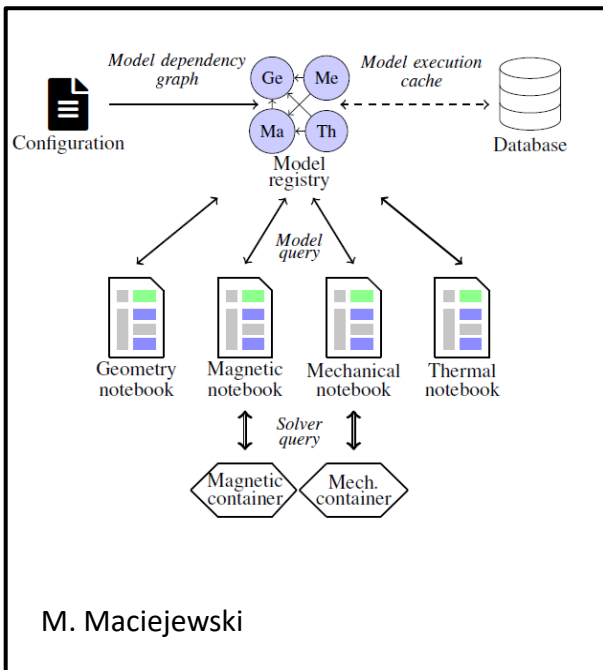 Model dependency
graph
Ge
Me
Model execution
cache
Ma
Th
Configuration
Model
registry
Database
Model
query
Geometry
notebook
Magnetic
notebook
Mechanical
notebook
Thermal
notebook
Solver
query
Magnetic
container
Mech.
container
M. Maciejewski